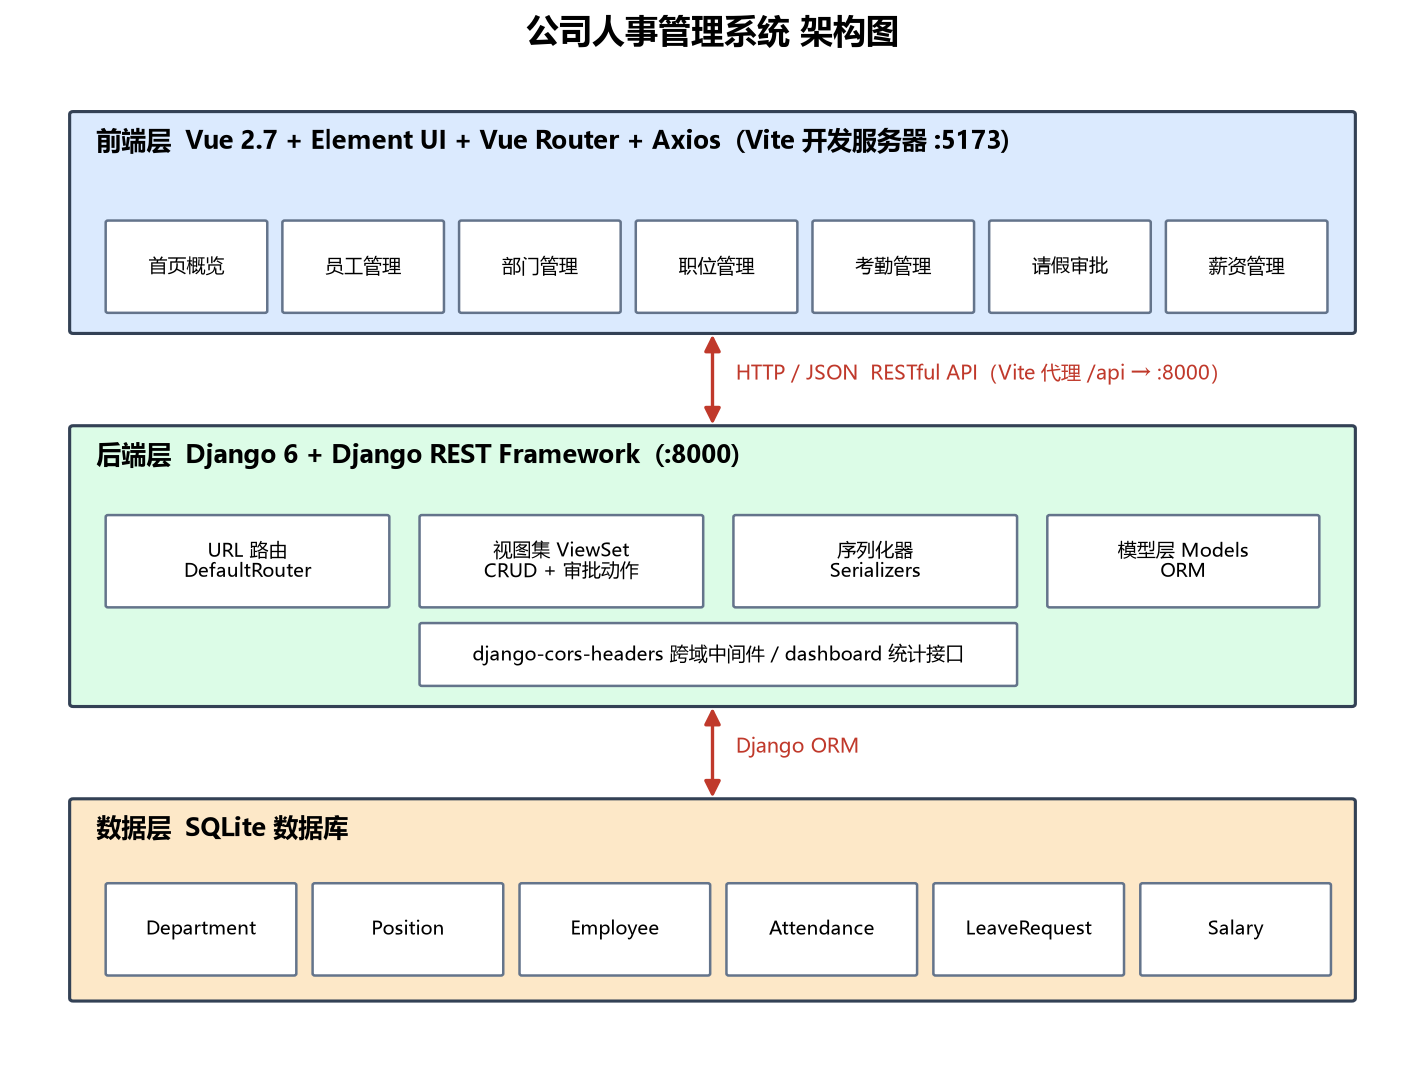 公司人事管理系统 架构图
前端层 Vue 2.7 + Element UI + Vue Router + Axios（Vite 开发服务器 :5173）
首页概览
员工管理
部门管理
职位管理
考勤管理
请假审批
薪资管理
HTTP / JSON RESTful API（Vite 代理 /api → :8000）
后端层 Django 6 + Django REST Framework（:8000）
URL 路由
DefaultRouter
视图集 ViewSet
CRUD + 审批动作
序列化器
Serializers
模型层 Models
ORM
django-cors-headers 跨域中间件 / dashboard 统计接口
Django ORM
数据层 SQLite 数据库
Department
Position
Employee
Attendance
LeaveRequest
Salary